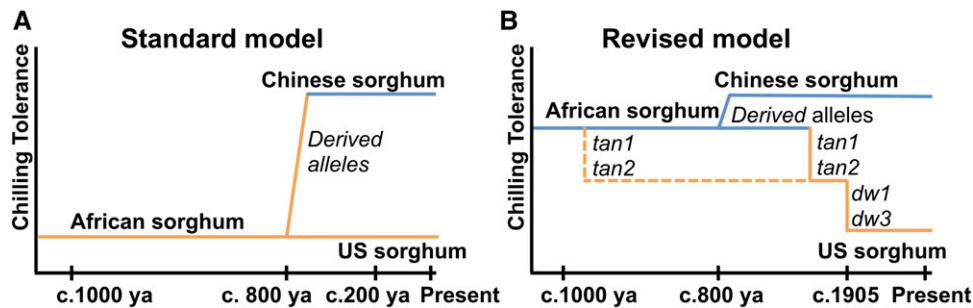 A
Standard model
Chilling Tolerance
Chinese sorghum
Derived
alleles
African sorghum
US sorghum
c.1000 ya
c. 800 ya
c.200 ya
Present
B
Revised model
Chilling Tolerance
Chinese sorghum
African sorghum
Derived alleles
tan1
tan2
tan1
tan2
dw1
dw3
US sorghum
c.1000 ya
c.800 ya
c.1905
Present